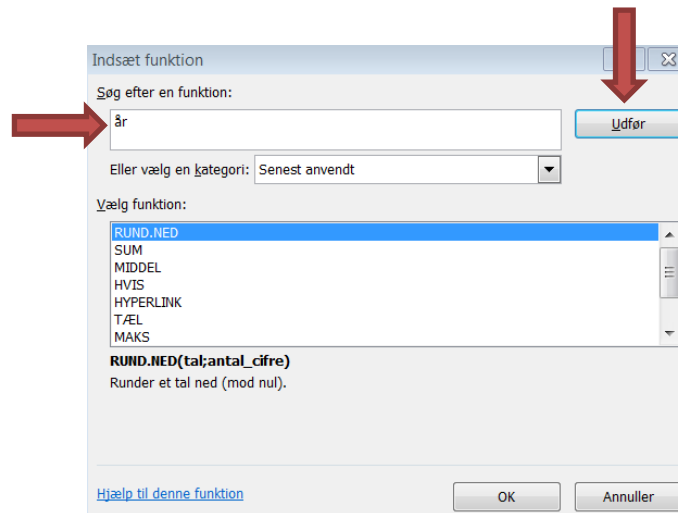 Indsæt funktion
Søg efter en funktion:
år
Udfør
Eller vælg en kategori: Senest anvendt
Vælg funktion:
RUND.NED
SUM
MIDDEL
HVIS
HYPERLINK
TÆL
MAKS
RUND.NED(tal;antal_cifre)
Runder et tal ned (mod nul).
Hjælp til denne funktion
OK Annuller